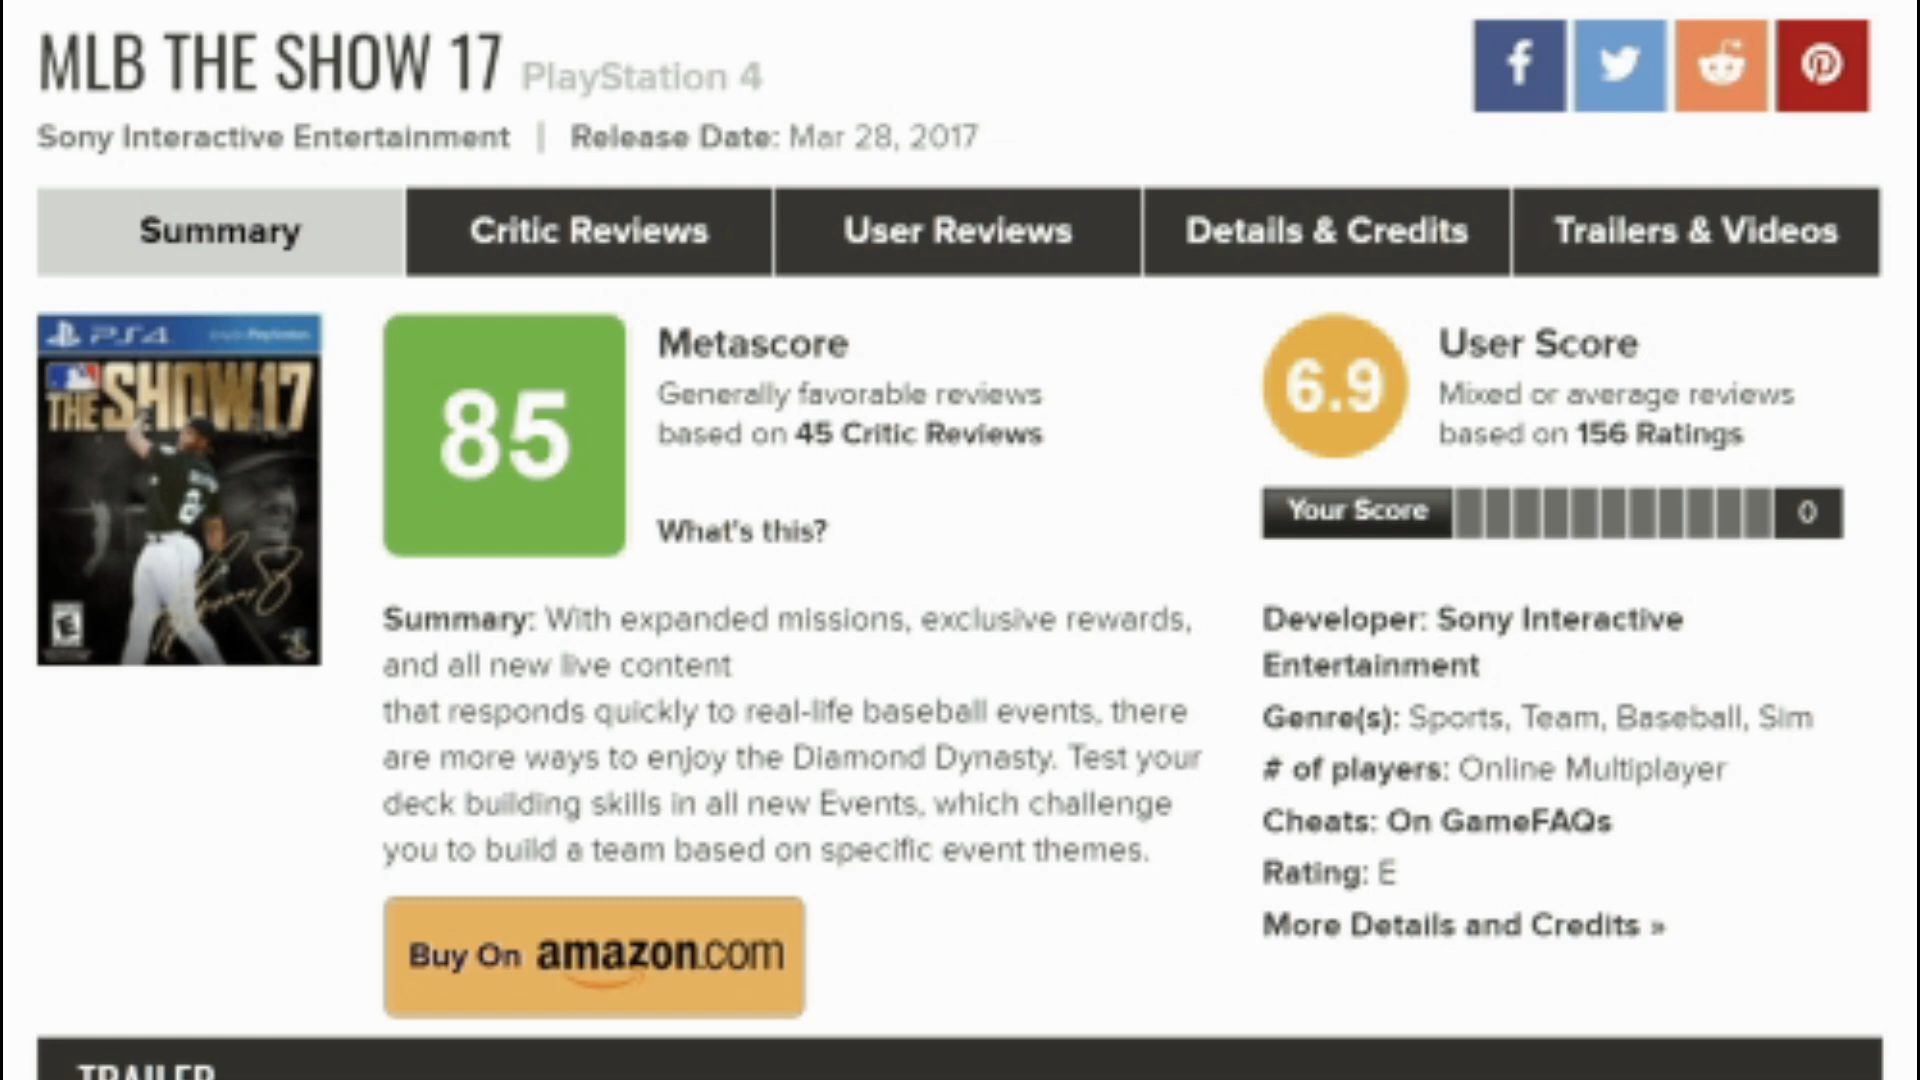 MLB THE SHOW 17 PlayStation 4
Sony Interactive Entertainment | Release Date: Mar 28, 2017
Summary
Critic Reviews
User Reviews
Details & Credits
Trailers & Videos
PS4
THE SHOW 17
E
85
Metascore
Generally favorable reviews
based on 45 Critic Reviews
What's this?
6.9
User Score
Mixed or average reviews
based on 156 Ratings
Your Score 0
Summary: With expanded missions, exclusive rewards,
and all new live content
that responds quickly to real-life baseball events, there
are more ways to enjoy the Diamond Dynasty. Test your
deck building skills in all new Events, which challenge
you to build a team based on specific event themes.
Buy On amazon.com
Developer: Sony Interactive
Entertainment
Genre(s): Sports, Team, Baseball, Sim
# of players: Online Multiplayer
Cheats: On GameFAQs
Rating: E
More Details and Credits »
TRAILER